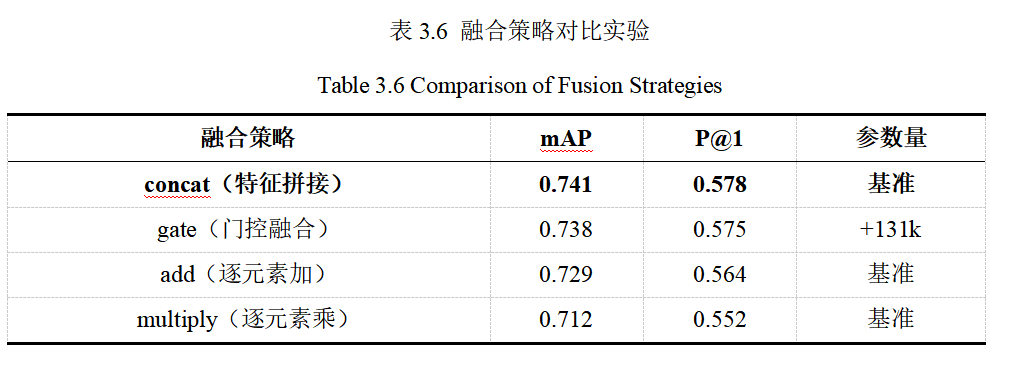 表 3.6 融合策略对比实验
Table 3.6 Comparison of Fusion Strategies
融合策略 mAP P@1 参数量
concat（特征拼接） 0.741 0.578 基准
gate（门控融合） 0.738 0.575 +131k
add（逐元素加） 0.729 0.564 基准
multiply（逐元素乘） 0.712 0.552 基准